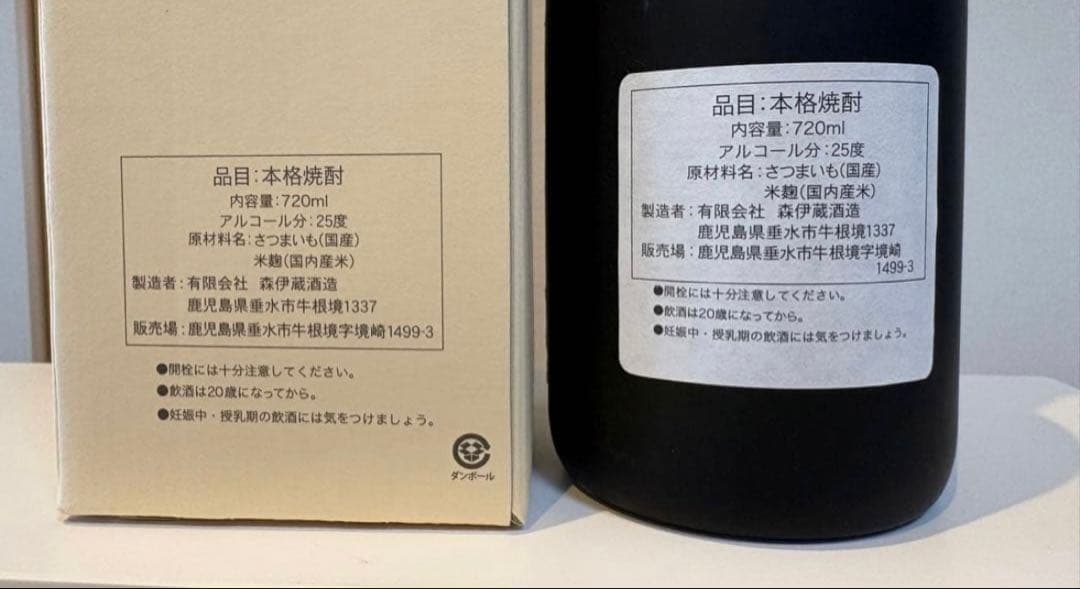 品目:本格焼酎
内容量:720ml
アルコール分:25度
原材料名:さつまいも(国産)
米麹(国内産米)
製造者:有限会社 森伊蔵酒造
鹿児島県垂水市牛根境1337
販売場:鹿児島県垂水市牛根境字境崎1499-3
●開栓には十分注意してください。
●飲酒は20歳になってから。
●妊娠中・授乳期の飲酒には気をつけましょう。
ダンボール
品目:本格焼酎
内容量:720ml
アルコール分:25度
原材料名:さつまいも(国産)
米麹(国内産米)
製造者:有限会社 森伊蔵酒造
鹿児島県垂水市牛根境1337
販売場:鹿児島県垂水市牛根境字境崎
1499-3
●開栓には十分注意してください。
●飲酒は20歳になってから。
●妊娠中・授乳期の飲酒には気をつけましょう。